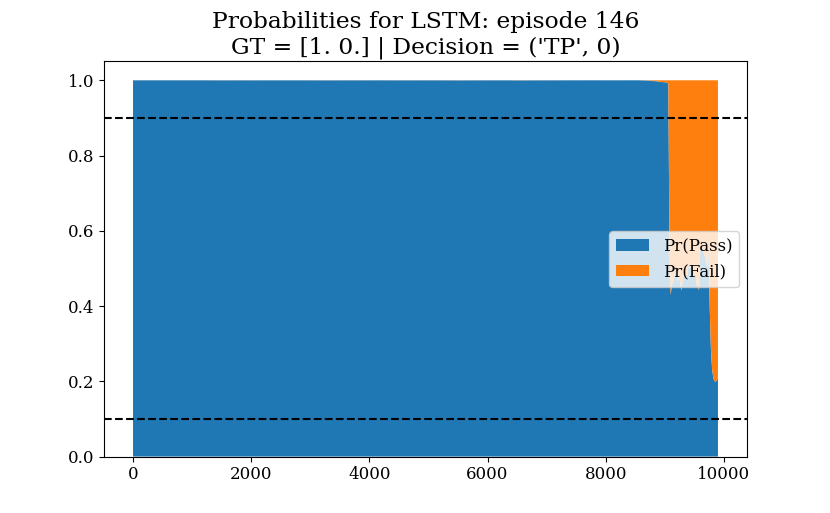 Probabilities for LSTM: episode 146
GT = [1. 0.] | Decision = ('TP', 0)
1.0
0.8
0.6
0.4
0.2
0.0
Pr(Pass)
Pr(Fail)
0 2000 4000 6000 8000 10000